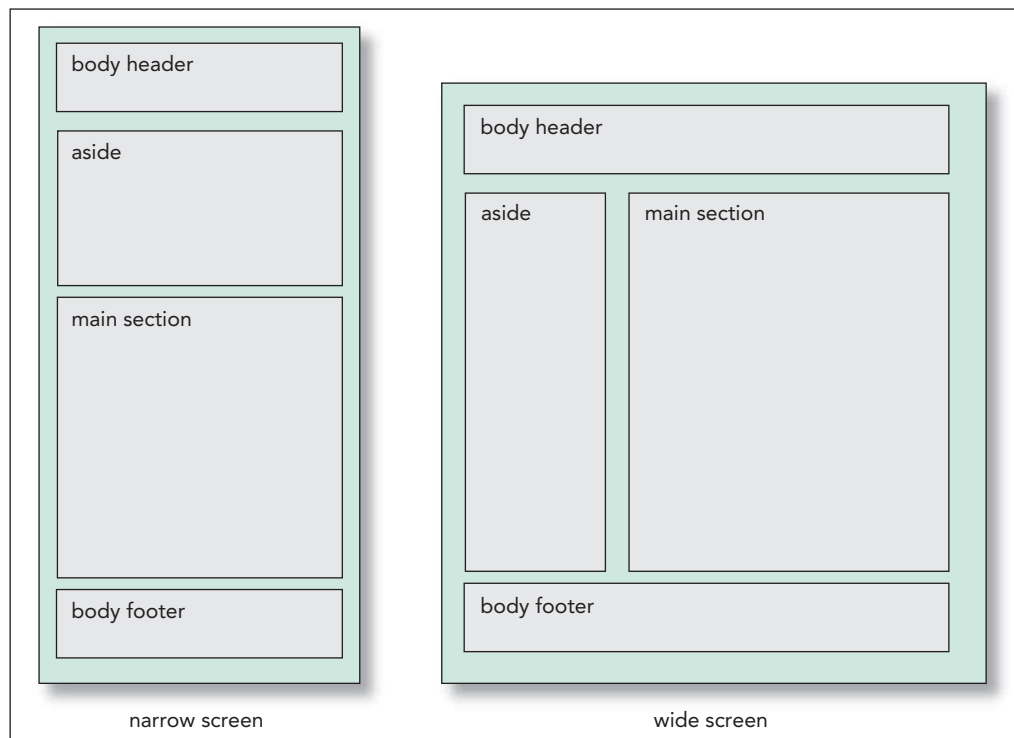 body header
aside
main section
body footer
narrow screen
body header
aside
main section
body footer
wide screen